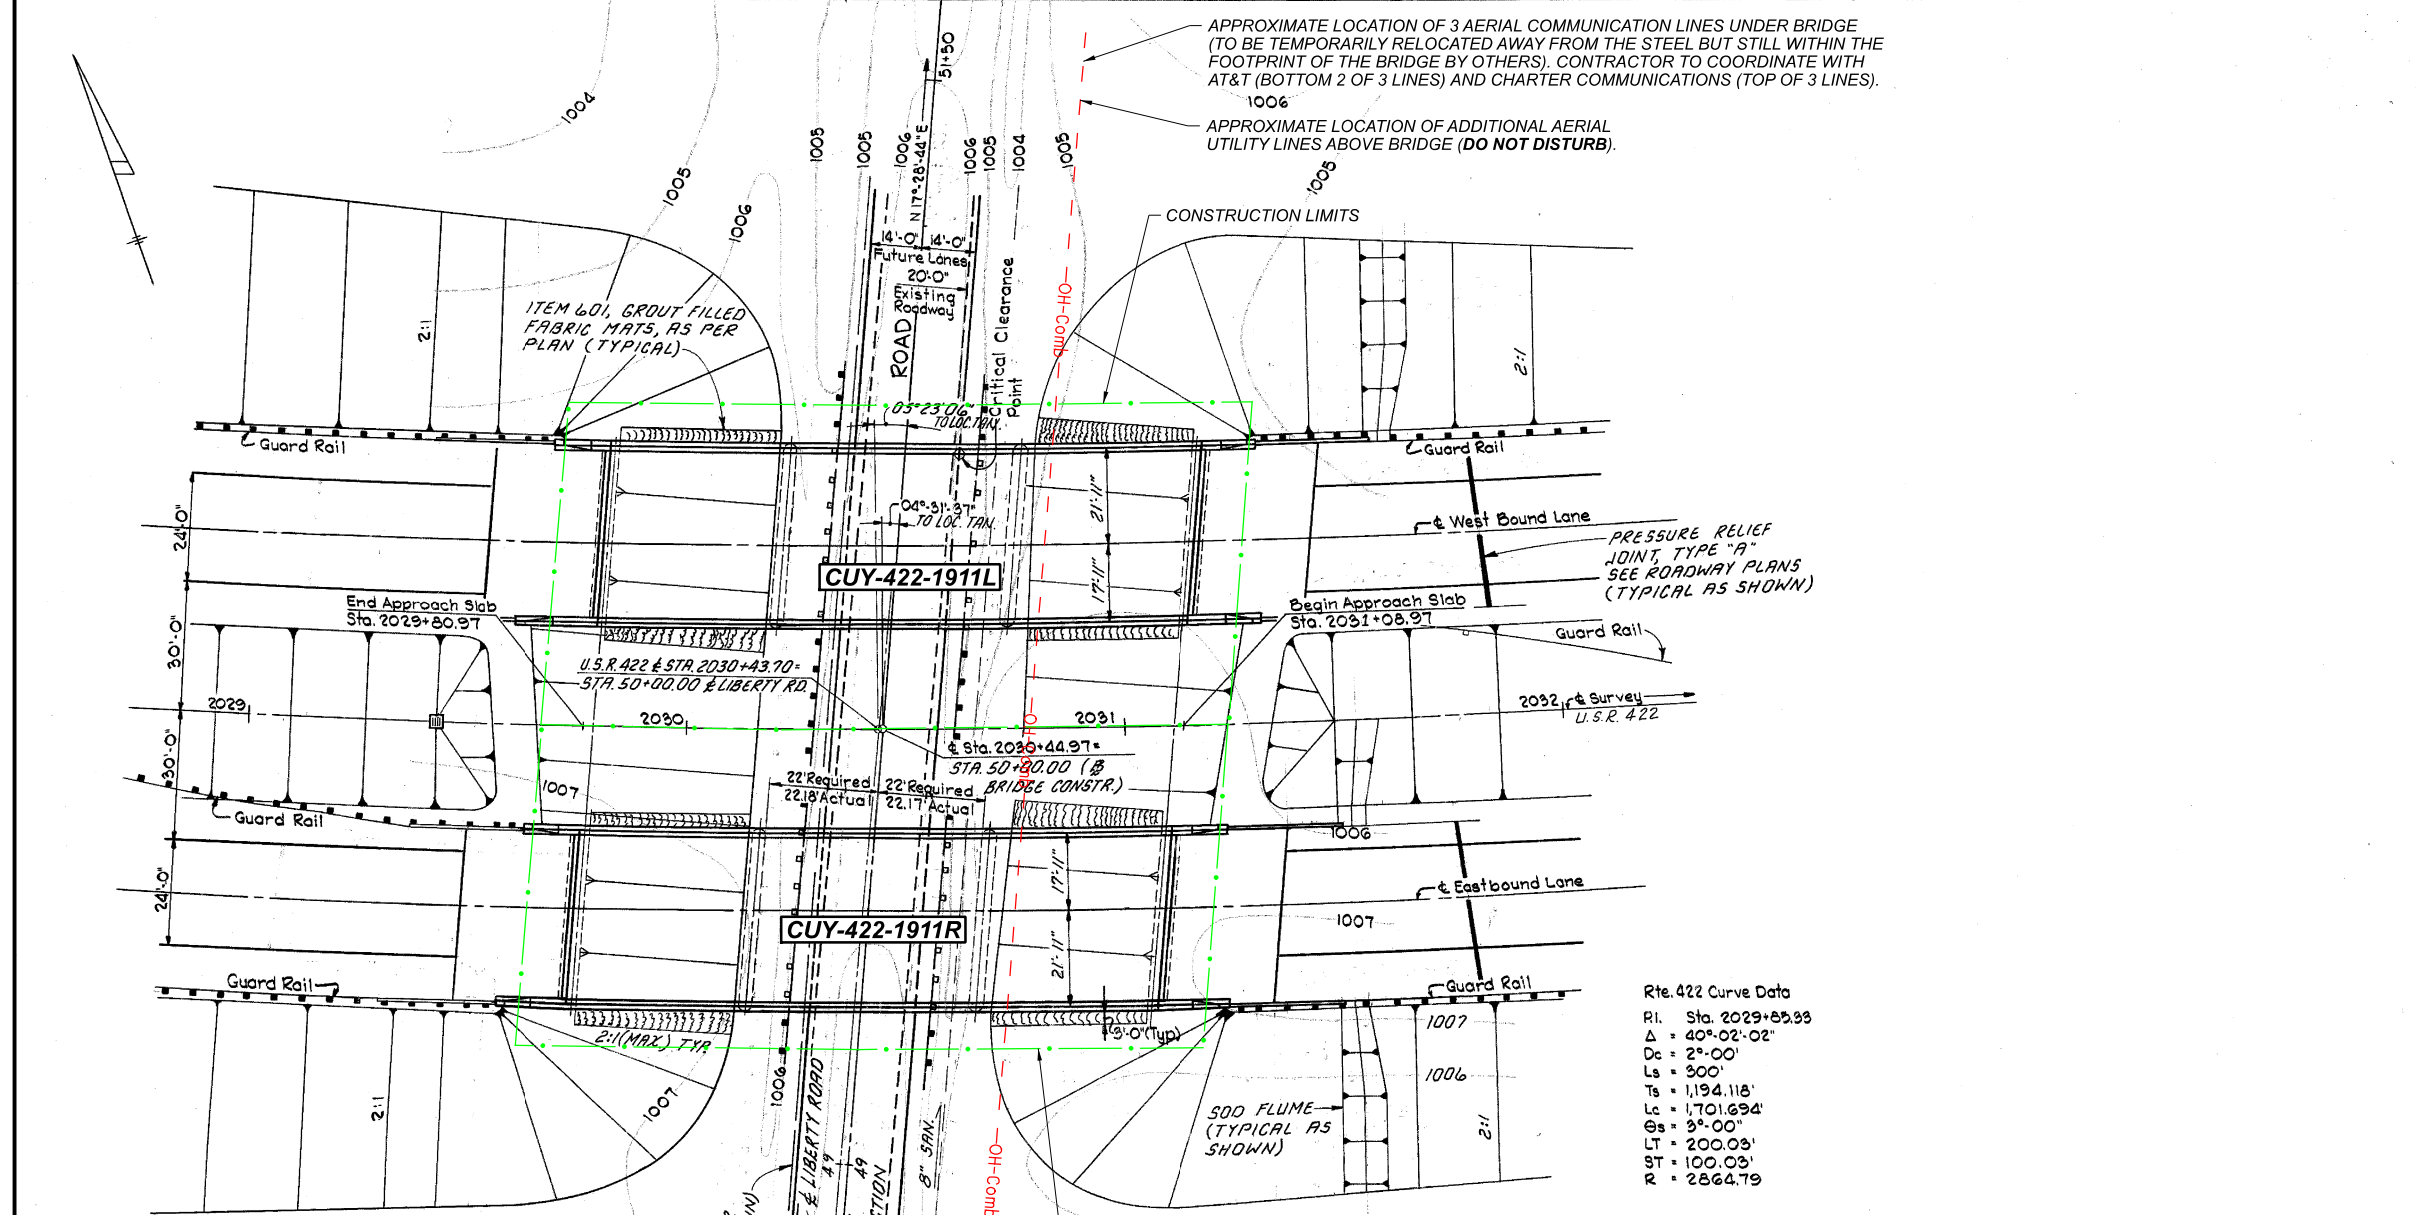 APPROXIMATE LOCATION OF 3 AERIAL COMMUNICATION LINES UNDER BRIDGE
(TO BE TEMPORARILY RELOCATED AWAY FROM THE STEEL BUT STILL WITHIN THE
FOOTPRINT OF THE BRIDGE BY OTHERS). CONTRACTOR TO COORDINATE WITH
AT&T (BOTTOM 2 OF 3 LINES) AND CHARTER COMMUNICATIONS (TOP OF 3 LINES).
1006
APPROXIMATE LOCATION OF ADDITIONAL AERIAL
UTILITY LINES ABOVE BRIDGE (DO NOT DISTURB).
51+50
1004
1005
1006
1005
1005
1006
N17°-28'-44"E
1006
1005
1004
1005
1005
CONSTRUCTION LIMITS
14'-0" 14'-0"
Future Lanes
20'-0"
Existing
Roadway
ROAD
Critical Clearance
Point
OH-Comb
ITEM 601, GROUT FILLED
FABRIC MATS, AS PER
PLAN (TYPICAL)
2:1
2:1
05°23'06"
TO LOC. TAN.
Guard Rail
Guard Rail
24'-0"
21'-11"
04°-31'-37"
TO LOC. TAN.
℄ West Bound Lane
PRESSURE RELIEF
JOINT, TYPE "A"
SEE ROADWAY PLANS
(TYPICAL AS SHOWN)
CUY-422-1911L
17'-11"
End Approach Slab
Sta. 2029+80.97
Begin Approach Slab
Sta. 2031+08.97
Guard Rail
30'-0"
U.S.R. 422 ℄ STA. 2030+43.70=
STA. 50+00.00 ℄ LIBERTY RD.
2029
2030
2031
2032
℄ Survey
U.S.R. 422
OH-Comb
℄ Sta. 2030+44.97=
STA. 50+00.00 (℄
BRIDGE CONSTR.)
30'-0"
22' Required
22.18' Actual
22' Required
22.17' Actual
1007
Guard Rail
1006
24'-0"
17'-11"
℄ Eastbound Lane
CUY-422-1911R
1007
21'-11"
Guard Rail
Guard Rail
3'-0" (Typ)
2:1 (MAX.) TYP.
1007
1006
1006
1007
2:1
2:1
℄ LIBERTY ROAD
49
49
8" SAN.
OH-Comb
SOD FLUME
(TYPICAL AS
SHOWN)
Rte. 422 Curve Data
P.I. Sta. 2029+85.33
Δ = 40°-02'-02"
Dc = 2°-00'
Ls = 300'
Ts = 1,194.118'
Lc = 1,701.694'
Θs = 3°-00"
LT = 200.03'
ST = 100.03'
R = 2864.79